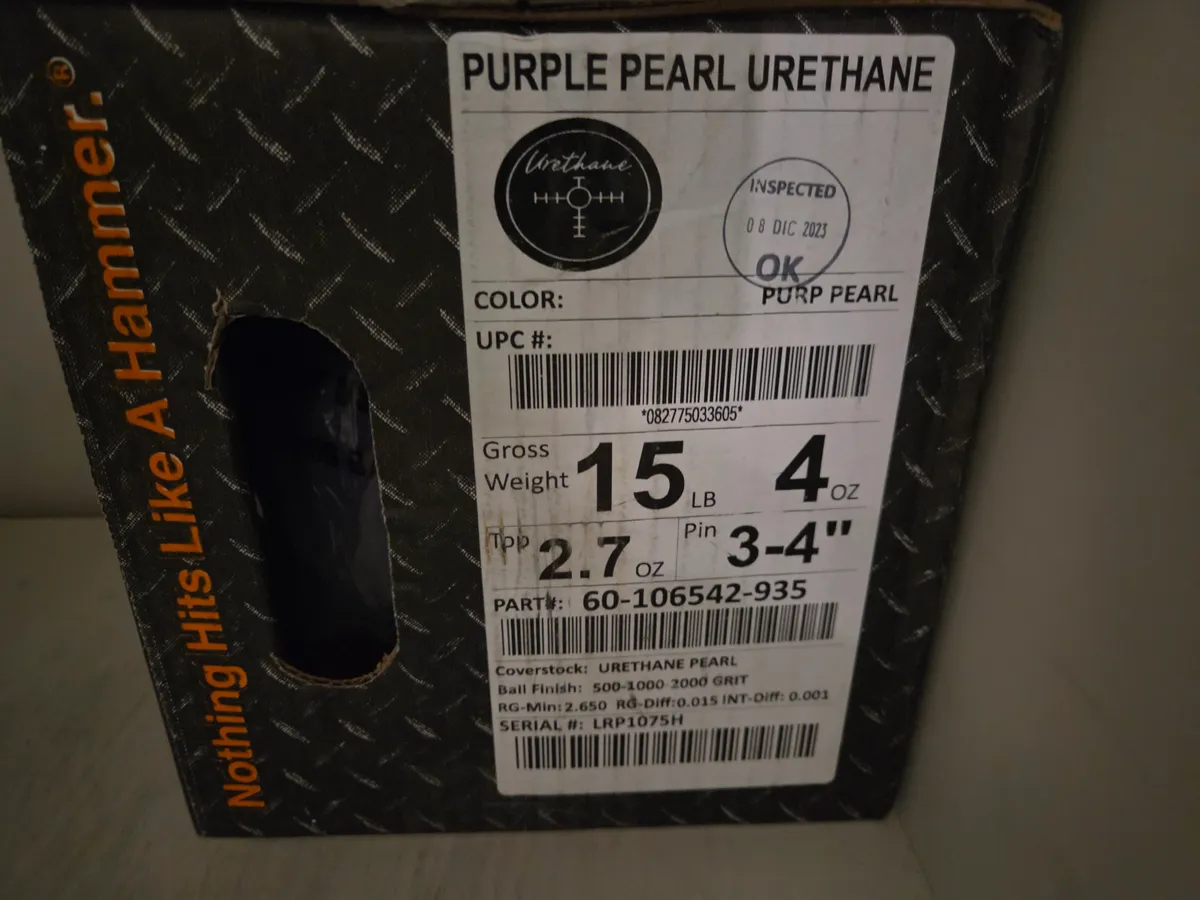 Nothing Hits Like A Hammer.®
PURPLE PEARL URETHANE
Urethane
INSPECTED
08 DIC 2023
OK
COLOR: PURP PEARL
UPC #:
*082775033605*
Gross Weight 15 LB 4 OZ
Top 2.7 OZ Pin 3-4"
PART#: 60-106542-935
Coverstock: URETHANE PEARL
Ball Finish: 500-1000-2000 GRIT
RG-Min: 2.650 RG-Diff: 0.015 INT-Diff: 0.001
SERIAL #: LRP1075H